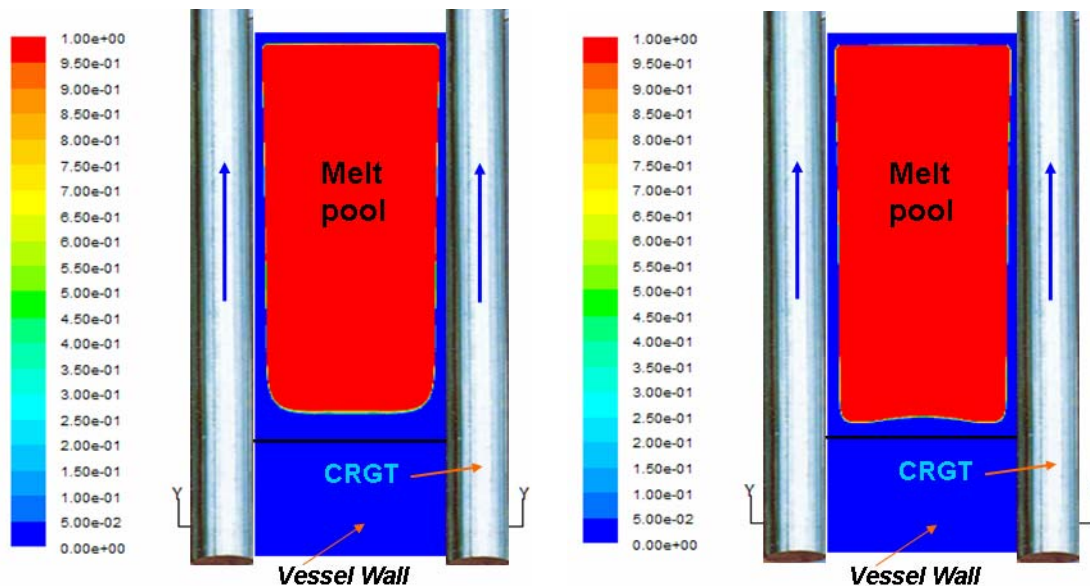 1.00e+00
9.50e-01
9.00e-01
8.50e-01
8.00e-01
7.50e-01
7.00e-01
6.50e-01
6.00e-01
5.50e-01
5.00e-01
4.50e-01
4.00e-01
3.50e-01
3.00e-01
2.50e-01
2.00e-01
1.50e-01
1.00e-01
5.00e-02
0.00e+00
Melt
pool
CRGT
Y
Y
Vessel Wall
1.00e+00
9.50e-01
9.00e-01
8.50e-01
8.00e-01
7.50e-01
7.00e-01
6.50e-01
6.00e-01
5.50e-01
5.00e-01
4.50e-01
4.00e-01
3.50e-01
3.00e-01
2.50e-01
2.00e-01
1.50e-01
1.00e-01
5.00e-02
0.00e+00
Melt
pool
CRGT
Y
Vessel Wall